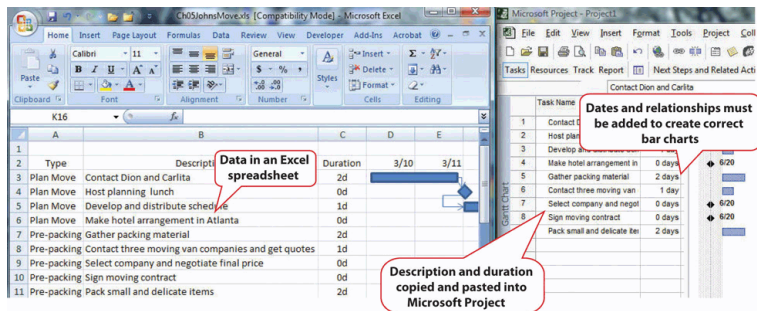 Ch05JohnsMove.xls [Compatibility Mode] - Microsoft Excel
Home Insert Page Layout Formulas Data Review View Developer Add-Ins Acrobat
Paste
Calibri 11
B I U A A
General
$ % ,
Styles
Insert
Delete
Format
Clipboard Font Alignment Number Cells Editing
K16 fx
A B C D E
1
2 Type Descripti Duration 3/10 3/11
3 Plan Move Contact Dion and Carlita 2d
4 Plan Move Host planning lunch 0d
5 Plan Move Develop and distribute schedule 1d
6 Plan Move Make hotel arrangement in Atlanta 0d
7 Pre-packing Gather packing material 2d
8 Pre-packing Contact three moving van companies and get quotes 1d
9 Pre-packing Select company and negotiate final price 0d
10 Pre-packing Sign moving contract 0d
11 Pre-packing Pack small and delicate items 2d
Data in an Excel
spreadsheet
Microsoft Project - Project1
File Edit View Insert Format Tools Project Coll
Tasks Resources Track Report Next Steps and Related Acti
Contact Dion and Carlita
Task Name
1 Contact D
2 Host plan
3 Develop
4 Make hotel arrangement in 0 days 6/20
5 Gather packing material 2 days
6 Contact three moving van 1 day
7 Select company and negot 0 days 6/20
8 Sign moving contract 0 days 6/20
Pack small and delicate iter 2 days
Gantt Chart
Dates and relationships must
be added to create correct
bar charts
Description and duration
copied and pasted into
Microsoft Project